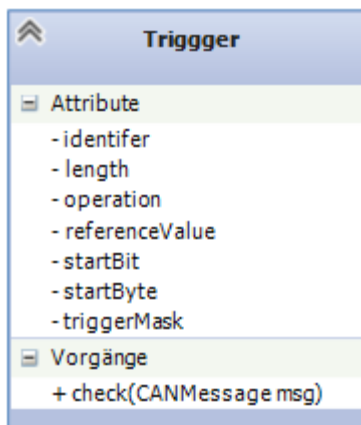 Triggger
Attribute
- identifer
- length
- operation
- referenceValue
- startBit
- startByte
- triggerMask
Vorgänge
+ check(CANMessage msg)